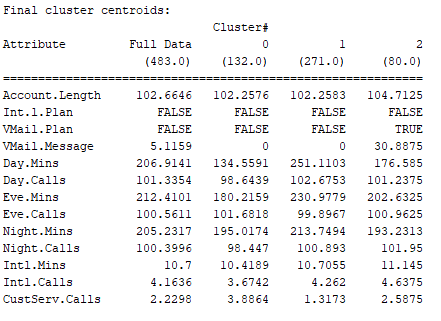 Final cluster centroids:
Cluster#
Attribute Full Data 0 1 2
(483.0) (132.0) (271.0) (80.0)
==================================================================
Account.Length 102.6646 102.2576 102.2583 104.7125
Int.l.Plan FALSE FALSE FALSE FALSE
VMail.Plan FALSE FALSE FALSE TRUE
VMail.Message 5.1159 0 0 30.8875
Day.Mins 206.9141 134.5591 251.1103 176.585
Day.Calls 101.3354 98.6439 102.6753 101.2375
Eve.Mins 212.4101 180.2159 230.9779 202.6325
Eve.Calls 100.5611 101.6818 99.8967 100.9625
Night.Mins 205.2317 195.0174 213.7494 193.2313
Night.Calls 100.3996 98.447 100.893 101.95
Intl.Mins 10.7 10.4189 10.7055 11.145
Intl.Calls 4.1636 3.6742 4.262 4.6375
CustServ.Calls 2.2298 3.8864 1.3173 2.5875